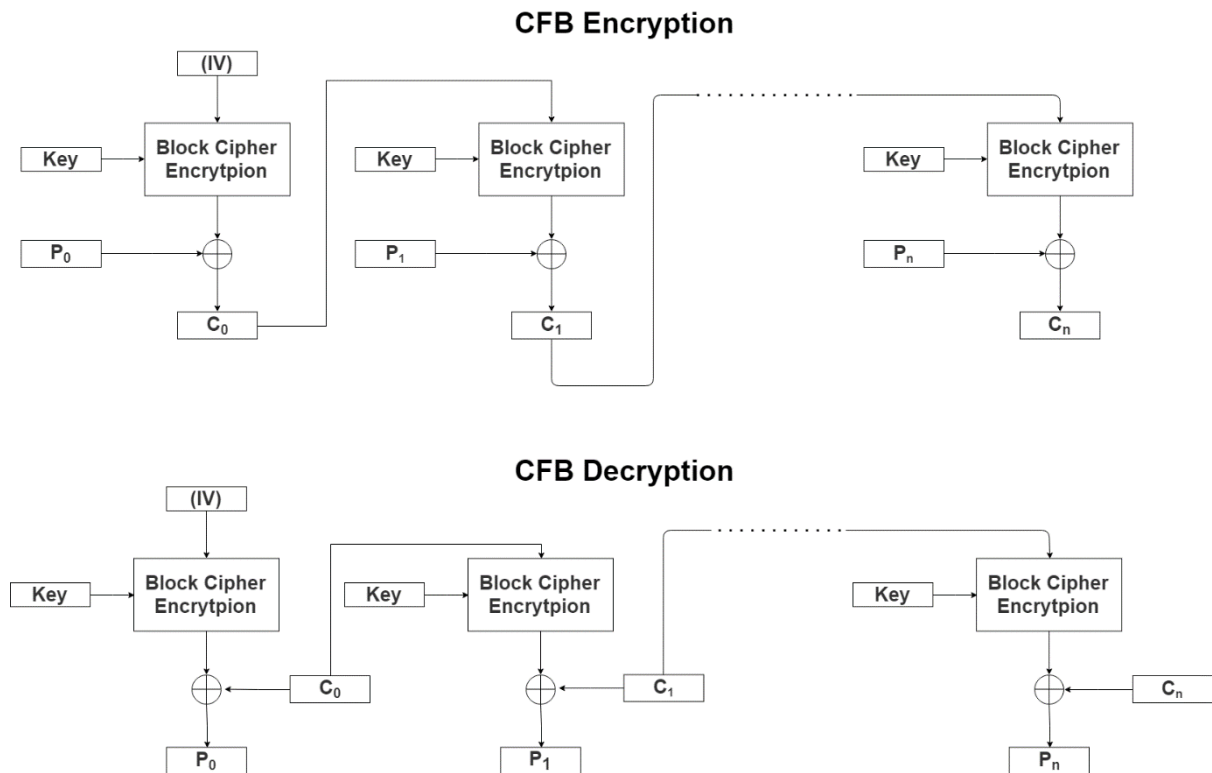 CFB Encryption
(IV)
Key
Block Cipher
Encrytpion
Key
Block Cipher
Encrytpion
Key
Block Cipher
Encrytpion
P₀
P₁
Pₙ
C₀
C₁
Cₙ
CFB Decryption
(IV)
Key
Block Cipher
Encrytpion
Key
Block Cipher
Encrytpion
Key
Block Cipher
Encrytpion
C₀
C₁
Cₙ
P₀
P₁
Pₙ